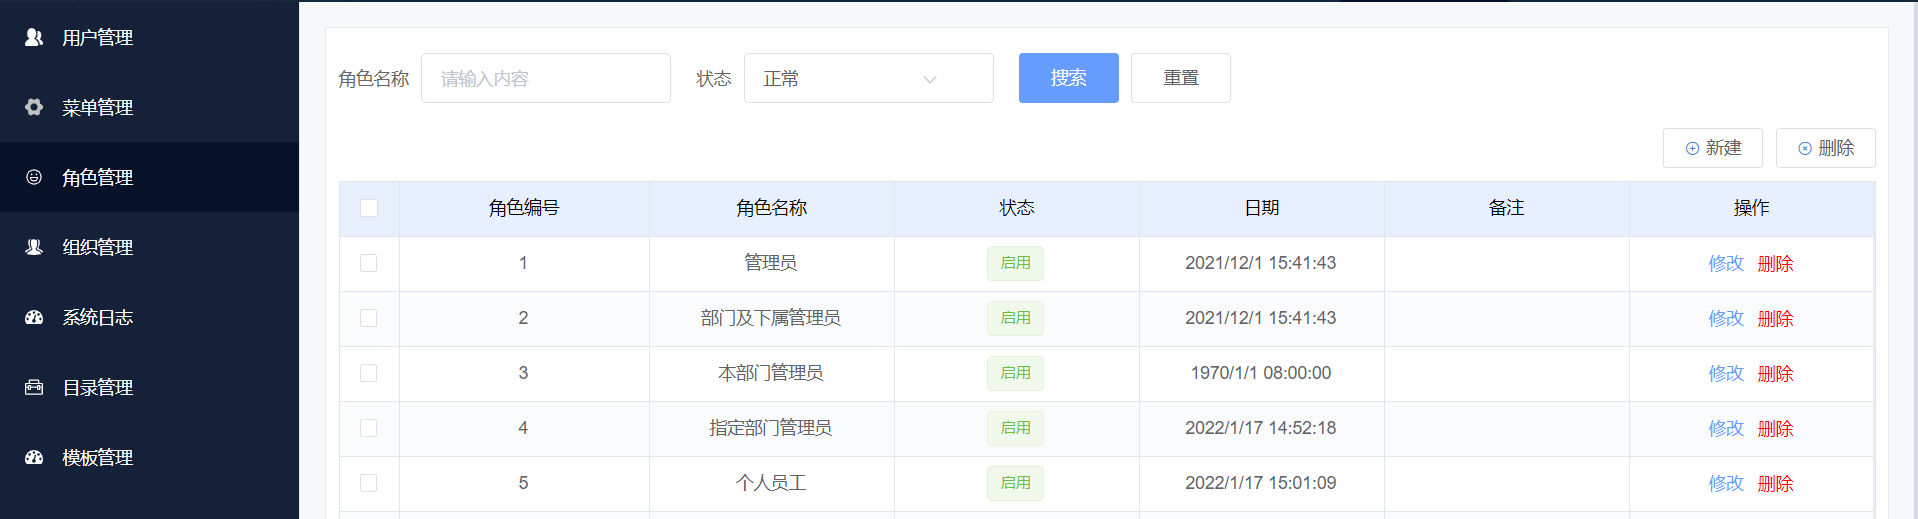 用户管理
菜单管理
角色管理
组织管理
系统日志
目录管理
模板管理
角色名称 请输入内容 状态 正常 搜索 重置
新建 删除
角色编号 角色名称 状态 日期 备注 操作
1 管理员 启用 2021/12/1 15:41:43 修改 删除
2 部门及下属管理员 启用 2021/12/1 15:41:43 修改 删除
3 本部门管理员 启用 1970/1/1 08:00:00 修改 删除
4 指定部门管理员 启用 2022/1/17 14:52:18 修改 删除
5 个人员工 启用 2022/1/17 15:01:09 修改 删除